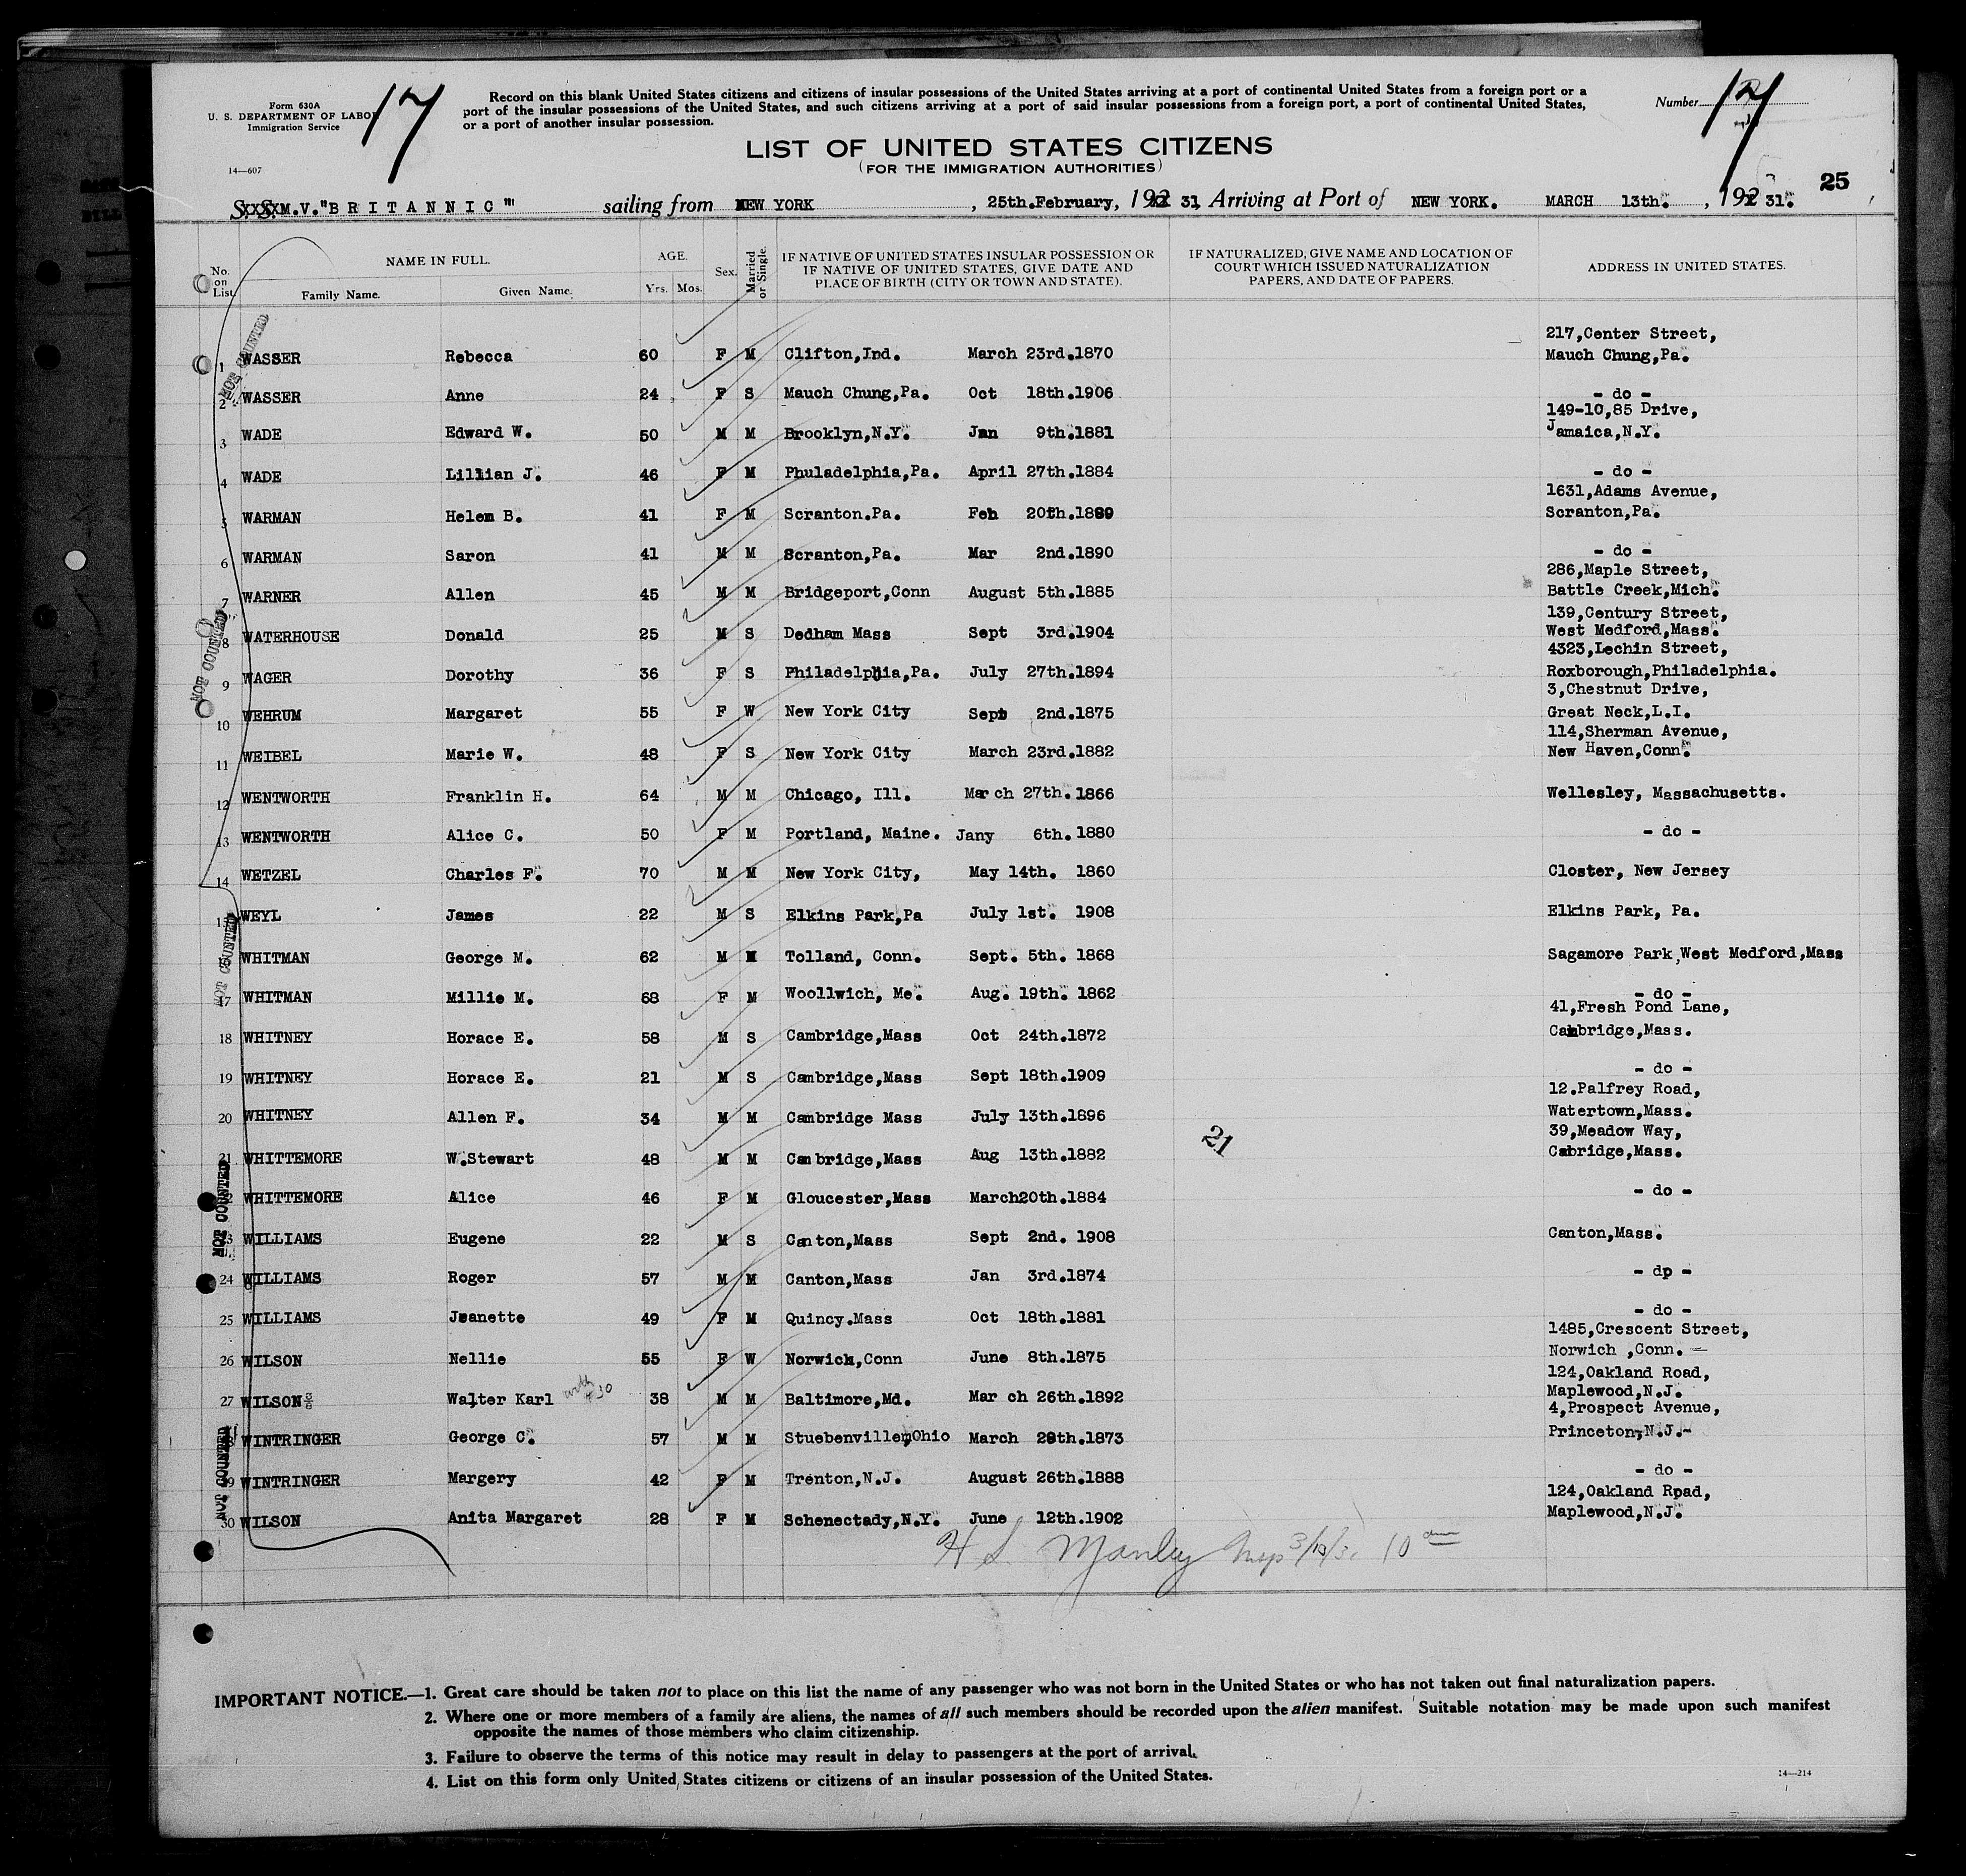 17
Form 630A
U. S. DEPARTMENT OF LABOR
Immigration Service
14—607
Record on this blank United States citizens and citizens of insular possessions of the United States arriving at a port of continental United States from a foreign port or a
port of the insular possessions of the United States, and such citizens arriving at a port of said insular possessions from a foreign port, a port of continental United States,
or a port of another insular possession.
Number
17
LIST OF UNITED STATES CITIZENS
(FOR THE IMMIGRATION AUTHORITIES)
25
S. S. M.V."BRITANNIC" sailing from NEW YORK, 25th.February, 192 31, Arriving at Port of NEW YORK. MARCH 13th., 192 31.
No. on List. NAME IN FULL. Family Name. Given Name. AGE. Yrs. Mos. Sex. Married or Single. IF NATIVE OF UNITED STATES INSULAR POSSESSION OR IF NATIVE OF UNITED STATES, GIVE DATE AND PLACE OF BIRTH (CITY OR TOWN AND STATE). IF NATURALIZED, GIVE NAME AND LOCATION OF COURT WHICH ISSUED NATURALIZATION PAPERS, AND DATE OF PAPERS. ADDRESS IN UNITED STATES.
NOT COUNTED
217,Center Street,
1 WASSER Rebecca 60 F M Clifton,Ind. March 23rd.1870 Mauch Chung,Pa.
2 WASSER Anne 24 F S Mauch Chung,Pa. Oct 18th.1906 - do -
149-10,85 Drive,
3 WADE Edward W. 50 M M Brooklyn,N.Y. Jan 9th.1881 Jamaica,N.Y.
4 WADE Lillian J. 46 F M Phuladelphia,Pa. April 27th.1884 - do -
1631,Adams Avenue,
5 WARMAN Helen B. 41 F M Scranton.Pa. Feb 20th.1889 Scranton,Pa.
6 WARMAN Saron 41 M M Scranton,Pa. Mar 2nd.1890 - do -
286,Maple Street,
7 WARNER Allen 45 M M Bridgeport,Conn August 5th.1885 Battle Creek,Mich.
139,Century Street,
NOT COUNTED
8 WATERHOUSE Donald 25 M S Dedham Mass Sept 3rd.1904 West Medford,Mass.
4323,Lechin Street,
9 WAGER Dorothy 36 F S Philadelphia,Pa. July 27th.1894 Roxborough,Philadelphia.
3,Chestnut Drive,
10 WEHRUM Margaret 55 F W New York City Sept 2nd.1875 Great Neck,L.I.
114,Sherman Avenue,
11 WEIBEL Marie W. 48 F S New York City March 23rd.1882 New Haven,Conn.
12 WENTWORTH Franklin H. 64 M M Chicago, Ill. March 27th.1866 Wellesley, Massachusetts.
13 WENTWORTH Alice C. 50 F M Portland, Maine. Jany 6th.1880 - do -
14 WETZEL Charles F. 70 M M New York City, May 14th. 1860 Closter, New Jersey
15 WEYL James 22 M S Elkins Park,Pa July 1st. 1908 Elkins Park, Pa.
NOT COUNTED
16 WHITMAN George M. 62 M M Tolland, Conn. Sept. 5th. 1868 Sagamore Park,West Medford,Mass
17 WHITMAN Millie M. 68 F M Woollwich, Me. Aug. 19th. 1862 - do -
41,Fresh Pond Lane,
18 WHITNEY Horace E. 58 M S Cambridge,Mass Oct 24th.1872 Cambridge,Mass.
19 WHITNEY Horace E. 21 M S Cambridge,Mass Sept 18th.1909 - do -
12,Palfrey Road,
20 WHITNEY Allen F. 34 M M Cambridge Mass July 13th.1896 Watertown,Mass.
39,Meadow Way,
21
21 WHITTEMORE W.Stewart 48 M M Cambridge,Mass Aug 13th.1882 Cabridge,Mass.
NOT COUNTED
22 WHITTEMORE Alice 46 F M Gloucester,Mass March20th.1884 - do -
23 WILLIAMS Eugene 22 M S Canton,Mass Sept 2nd. 1908 Canton,Mass.
24 WILLIAMS Roger 57 M M Canton,Mass Jan 3rd.1874 - dp -
25 WILLIAMS Jeanette 49 F M Quincy.Mass Oct 18th.1881 - do -
1485,Crescent Street,
26 WILSON Nellie 55 F W Norwich,Conn June 8th.1875 Norwich ,Conn.
124,Oakland Road,
27 WILSON Walter Karl with #30 38 M M Baltimore,Md. March 26th.1892 Maplewood,N.J.
4,Prospect Avenue,
28 WINTRINGER George C. 57 M M Stuebenville,Ohio March 28th.1873 Princeton,N.J.
NOT COUNTED
29 WINTRINGER Margery 42 F M Trenton,N.J. August 26th.1888 - do -
124,Oakland Rpad,
30 WILSON Anita Margaret 28 F M Schenectady,N.Y. June 12th.1902 Maplewood,N.J.
H S Manley Insp 3/13/31 10 am
IMPORTANT NOTICE.—1. Great care should be taken not to place on this list the name of any passenger who was not born in the United States or who has not taken out final naturalization papers.
2. Where one or more members of a family are aliens, the names of all such members should be recorded upon the alien manifest. Suitable notation may be made upon such manifest
opposite the names of those members who claim citizenship.
3. Failure to observe the terms of this notice may result in delay to passengers at the port of arrival.
4. List on this form only United States citizens or citizens of an insular possession of the United States.
14—214